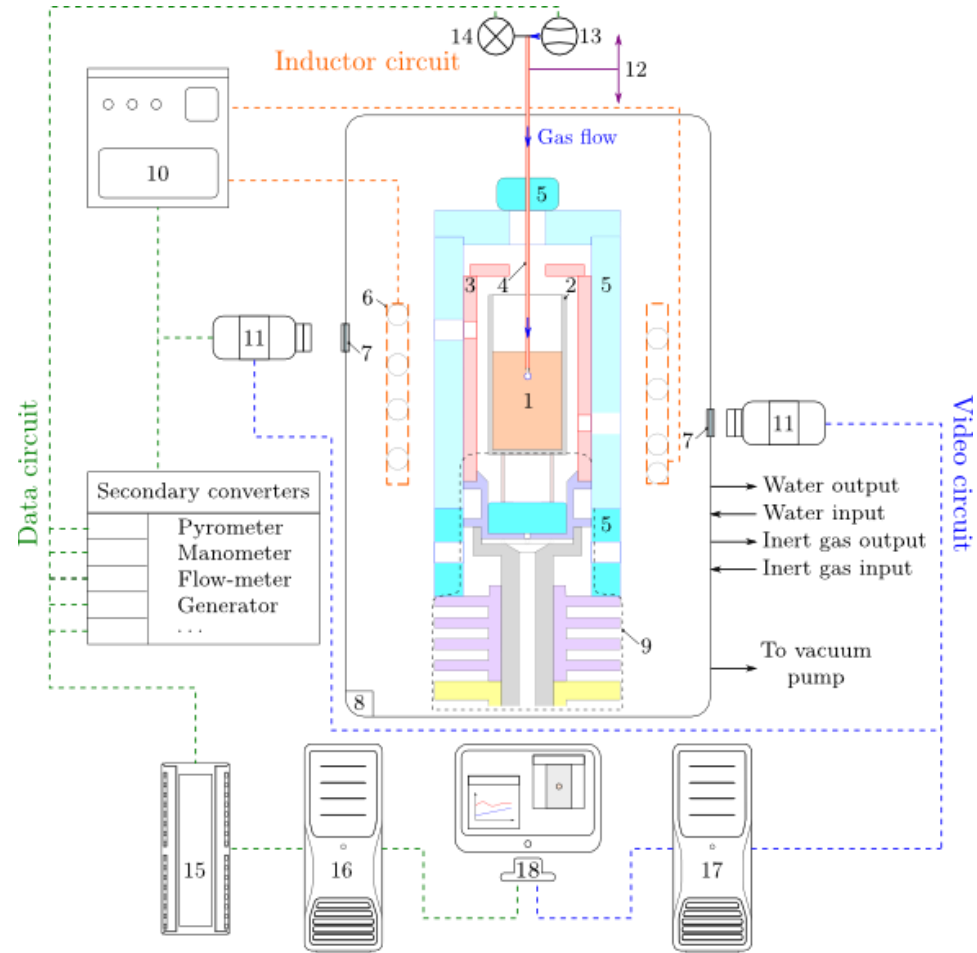 14
13
Inductor circuit
12
Gas flow
10
5
3
4
2
5
6
11
7
1
7
11
Data circuit
Video circuit
Secondary converters
Pyrometer
Manometer
Flow-meter
Generator
. . .
5
Water output
Water input
Inert gas output
Inert gas input
9
To vacuum
pump
8
15
16
18
17